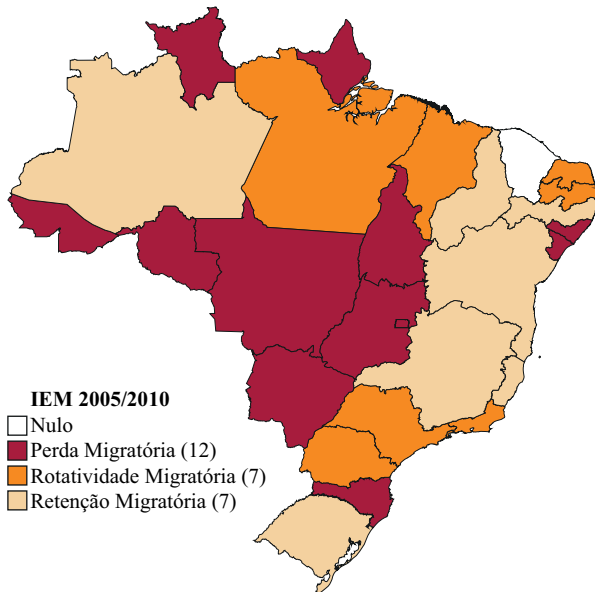 IEM 2005/2010
Nulo
Perda Migratória (12)
Rotatividade Migratória (7)
Retenção Migratória (7)